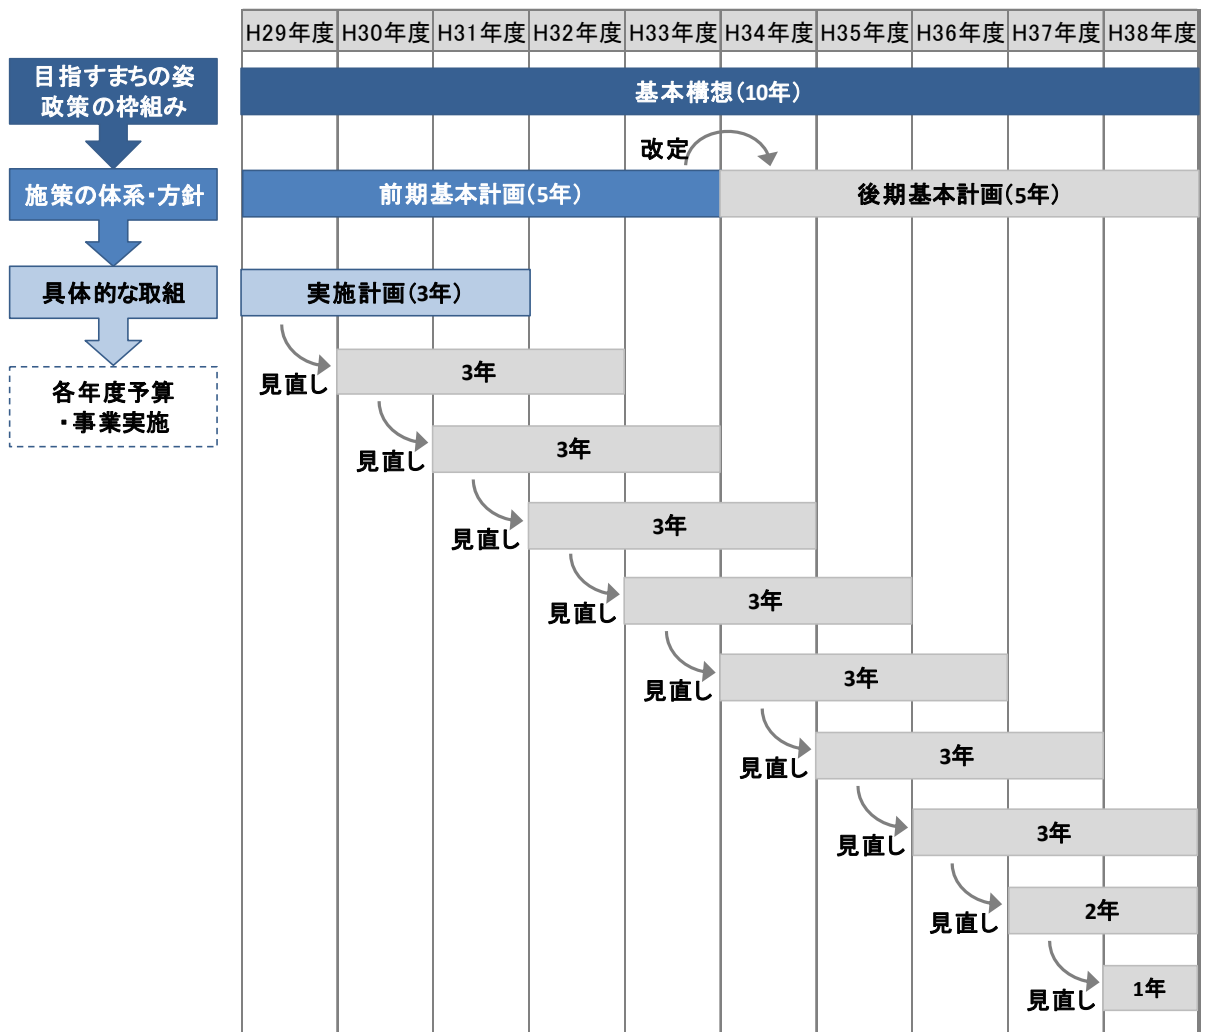 H29年度 H30年度 H31年度 H32年度 H33年度 H34年度 H35年度 H36年度 H37年度 H38年度
目指すまちの姿
政策の枠組み
基本構想(10年)
改定
施策の体系・方針
前期基本計画(5年)
後期基本計画(5年)
具体的な取組
実施計画(3年)
各年度予算
・事業実施
見直し
3年
見直し
3年
見直し
3年
見直し
3年
見直し
3年
見直し
3年
見直し
3年
見直し
2年
見直し
1年